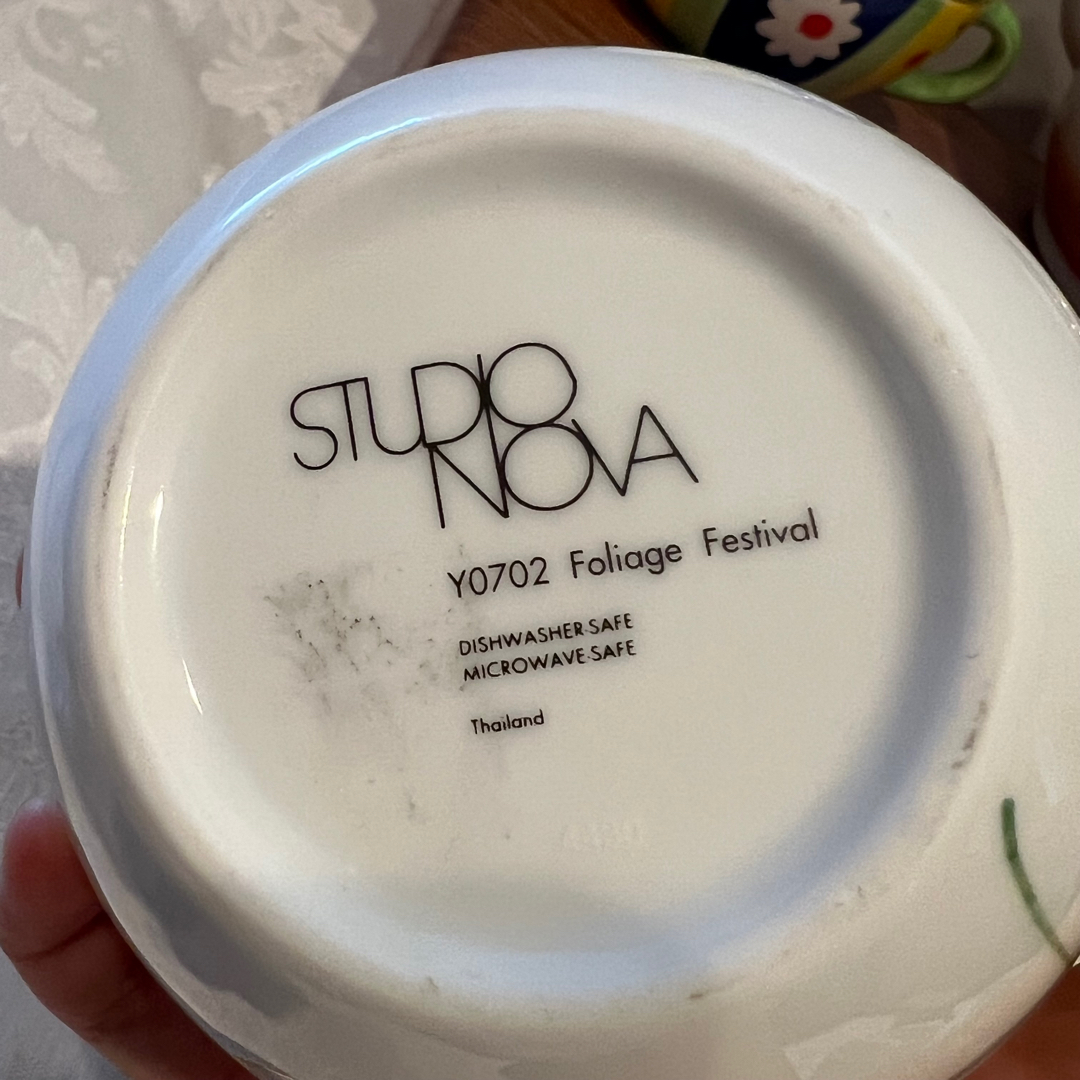 STUDIO
NOVA
Y0702 Foliage Festival
DISHWASHER·SAFE
MICROWAVE·SAFE
Thailand